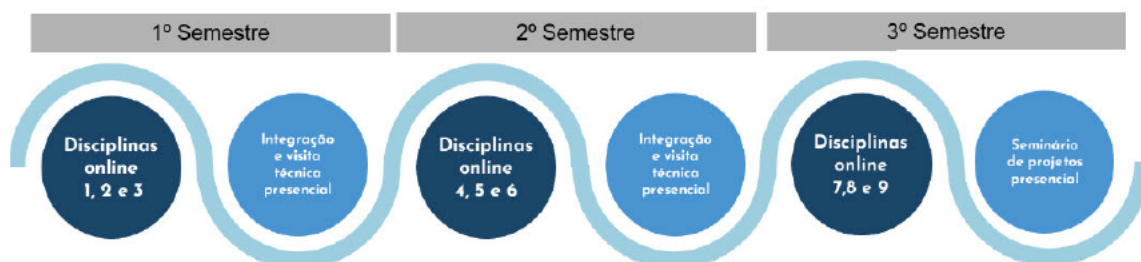 1º Semestre
2º Semestre
3º Semestre
Disciplinas
online
1, 2 e 3
Integração
e visita
técnica
presencial
Disciplinas
online
4, 5 e 6
Integração
e visita
técnica
presencial
Disciplinas
online
7,8 e 9
Seminário
de projetos
presencial